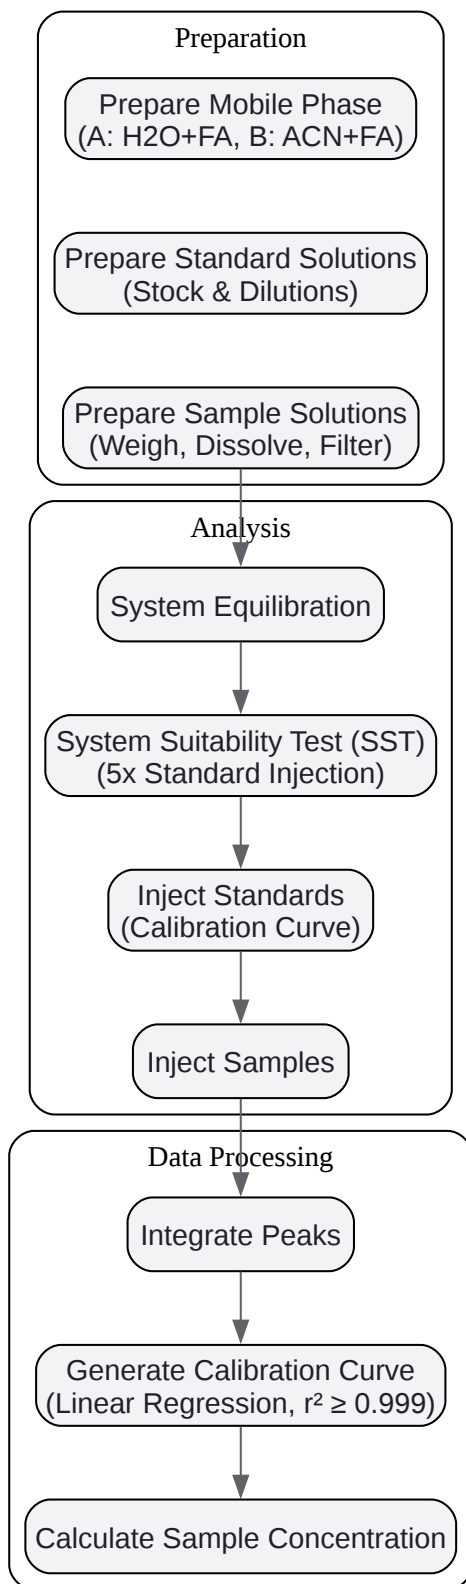 Preparation
Prepare Mobile Phase
(A: H2O+FA, B: ACN+FA)
Prepare Standard Solutions
(Stock & Dilutions)
Prepare Sample Solutions
(Weigh, Dissolve, Filter)
Analysis
System Equilibration
System Suitability Test (SST)
(5x Standard Injection)
Inject Standards
(Calibration Curve)
Inject Samples
Data Processing
Integrate Peaks
Generate Calibration Curve
(Linear Regression, r² ≥ 0.999)
Calculate Sample Concentration